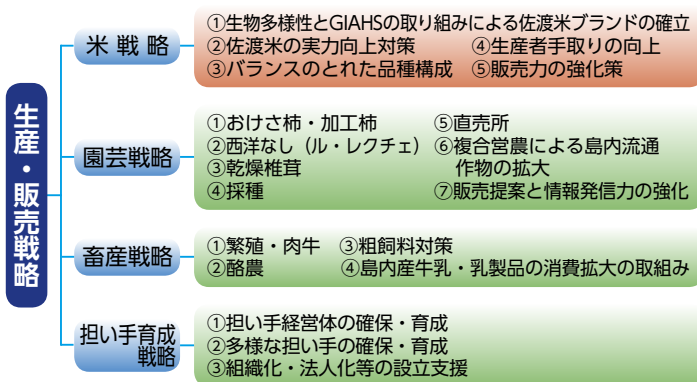 生産・販売戦略
米戦略
①生物多様性とGIAHSの取り組みによる佐渡米ブランドの確立
②佐渡米の実力向上対策 ④生産者手取りの向上
③バランスのとれた品種構成 ⑤販売力の強化策
園芸戦略
①おけさ柿・加工柿
②西洋なし（ル・レクチェ）
③乾燥椎茸
④採種
⑤直売所
⑥複合営農による島内流通
作物の拡大
⑦販売提案と情報発信力の強化
畜産戦略
①繁殖・肉牛 ③粗飼料対策
②酪農 ④島内産牛乳・乳製品の消費拡大の取組み
担い手育成
戦略
①担い手経営体の確保・育成
②多様な担い手の確保・育成
③組織化・法人化等の設立支援